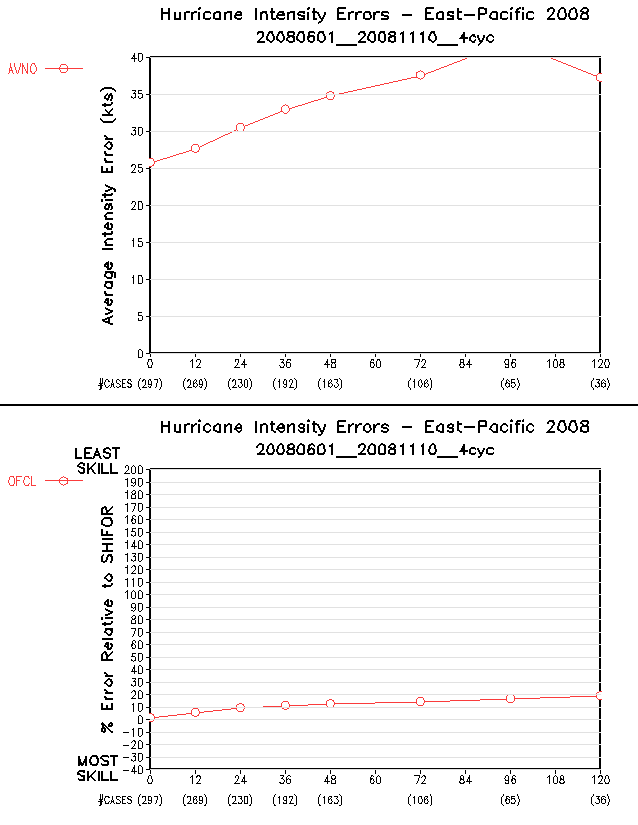 Hurricane Intensity Errors - East-Pacific 2008
20080601__20081110__4cyc
AVNO
Average Intensity Error (kts)
40
35
30
25
20
15
10
5
0
0 12 24 36 48 60 72 84 96 108 120
#CASES (297) (269) (230) (192) (163) (106) (65) (36)
Hurricane Intensity Errors - East-Pacific 2008
20080601__20081110__4cyc
LEAST
SKILL
OFCL
% Error Relative to SHIFOR
200
190
180
170
160
150
140
130
120
110
100
90
80
70
60
50
40
30
20
10
0
-10
-20
-30
-40
MOST
SKILL
0 12 24 36 48 60 72 84 96 108 120
#CASES (297) (269) (230) (192) (163) (106) (65) (36)